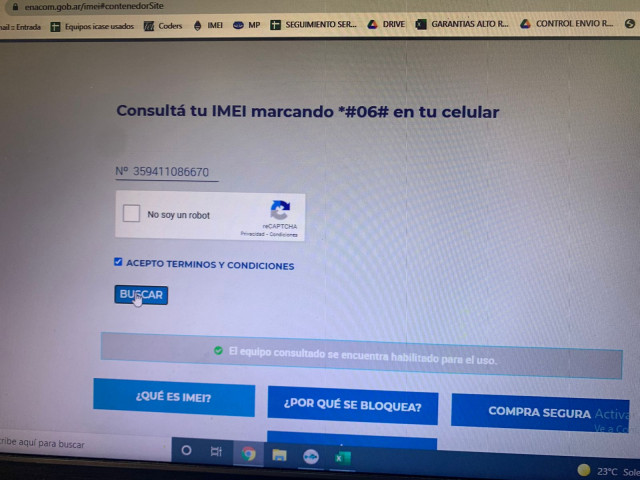 enacom.gob.ar/imei#contenedorSite
ail :: Entrada Equipos icase usados Coders IMEI MP SEGUIMIENTO SER... DRIVE GARANTIAS ALTO R... CONTROL ENVIO R...
Consultá tu IMEI marcando *#06# en tu celular
Nº 359411086670
No soy un robot
reCAPTCHA
Privacidad - Condiciones
ACEPTO TERMINOS Y CONDICIONES
BUSCAR
El equipo consultado se encuentra habilitado para el uso.
¿QUÉ ES IMEI?
¿POR QUÉ SE BLOQUEA?
COMPRA SEGURA
Activa
Ve a Co
cribe aquí para buscar
23°C Sole